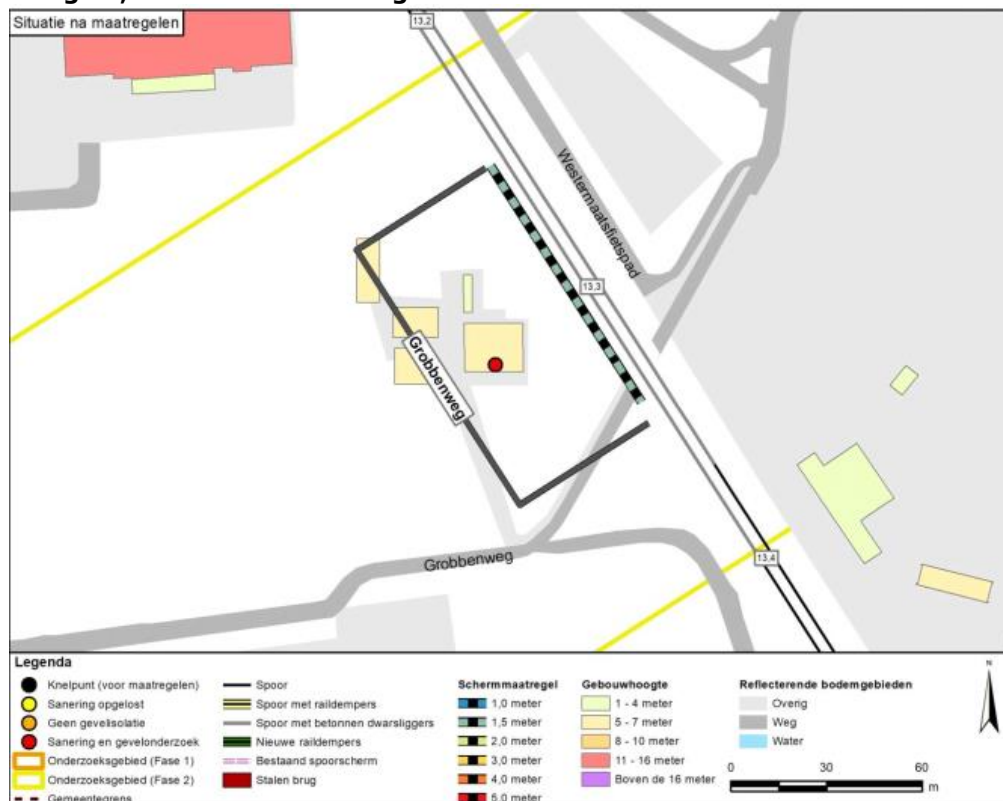 Situatie na maatregelen
13,2
Westermaatsfietspad
13,3
Grobbenweg
Grobbenweg
13,4
Legenda
Knelpunt (voor maatregelen)
Sanering opgelost
Geen gevelisolatie
Sanering en gevelonderzoek
Onderzoeksgebied (Fase 1)
Onderzoeksgebied (Fase 2)
Gemeentegrens
Spoor
Spoor met raildempers
Spoor met betonnen dwarsliggers
Nieuwe raildempers
Bestaand spoorscherm
Stalen brug
Schermmaatregel
1,0 meter
1,5 meter
2,0 meter
3,0 meter
4,0 meter
5,0 meter
Gebouwhoogte
1 - 4 meter
5 - 7 meter
8 - 10 meter
11 - 16 meter
Boven de 16 meter
Reflecterende bodemgebieden
Overig
Weg
Water
N
0 30 60
m